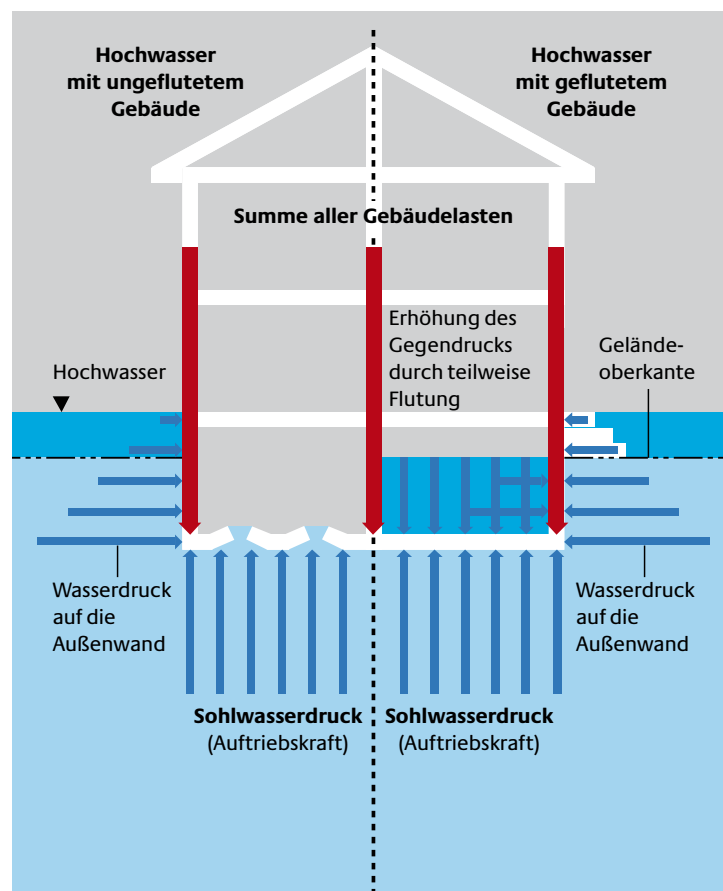 Hochwasser
mit ungeflutetem
Gebäude
Hochwasser
mit geflutetem
Gebäude
Summe aller Gebäudelasten
Erhöhung des
Gegendrucks
durch teilweise
Flutung
Hochwasser
Gelände-
oberkante
Wasserdruck
auf die
Außenwand
Wasserdruck
auf die
Außenwand
Sohlwasserdruck
(Auftriebskraft)
Sohlwasserdruck
(Auftriebskraft)